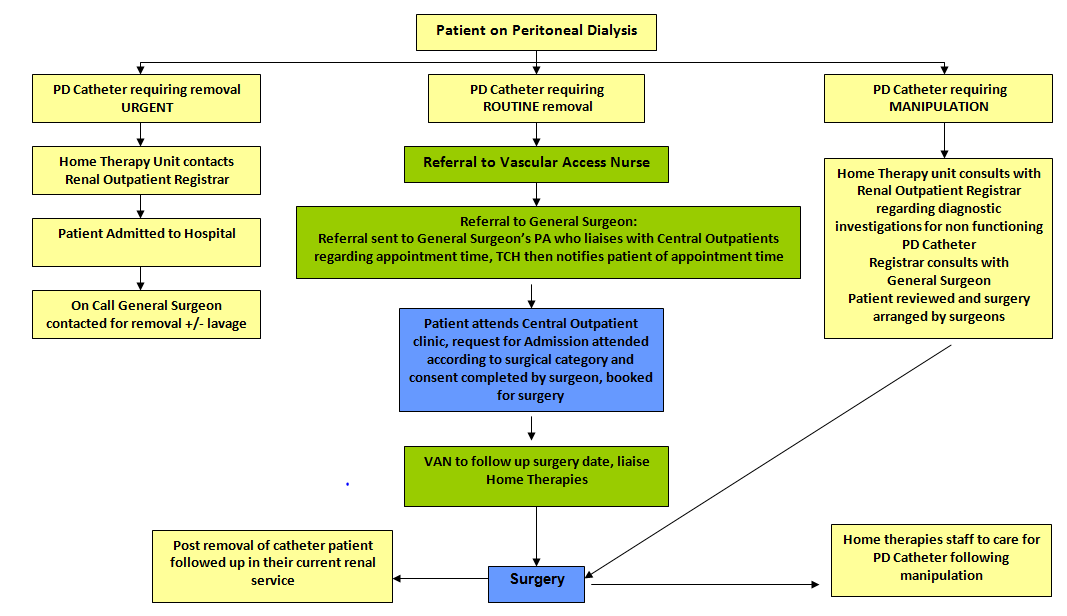 Patient on Peritoneal Dialysis
PD Catheter requiring removal
URGENT
PD Catheter requiring
ROUTINE removal
PD Catheter requiring
MANIPULATION
Home Therapy Unit contacts
Renal Outpatient Registrar
Referral to Vascular Access Nurse
Home Therapy unit consults with
Renal Outpatient Registrar
regarding diagnostic
investigations for non functioning
PD Catheter
Registrar consults with
General Surgeon
Patient reviewed and surgery
arranged by surgeons
Patient Admitted to Hospital
Referral to General Surgeon:
Referral sent to General Surgeon's PA who liaises with Central Outpatients
regarding appointment time, TCH then notifies patient of appointment time
On Call General Surgeon
contacted for removal +/- lavage
Patient attends Central Outpatient
clinic, request for Admission attended
according to surgical category and
consent completed by surgeon, booked
for surgery
VAN to follow up surgery date, liaise
Home Therapies
Post removal of catheter patient
followed up in their current renal
service
Surgery
Home therapies staff to care for
PD Catheter following
manipulation